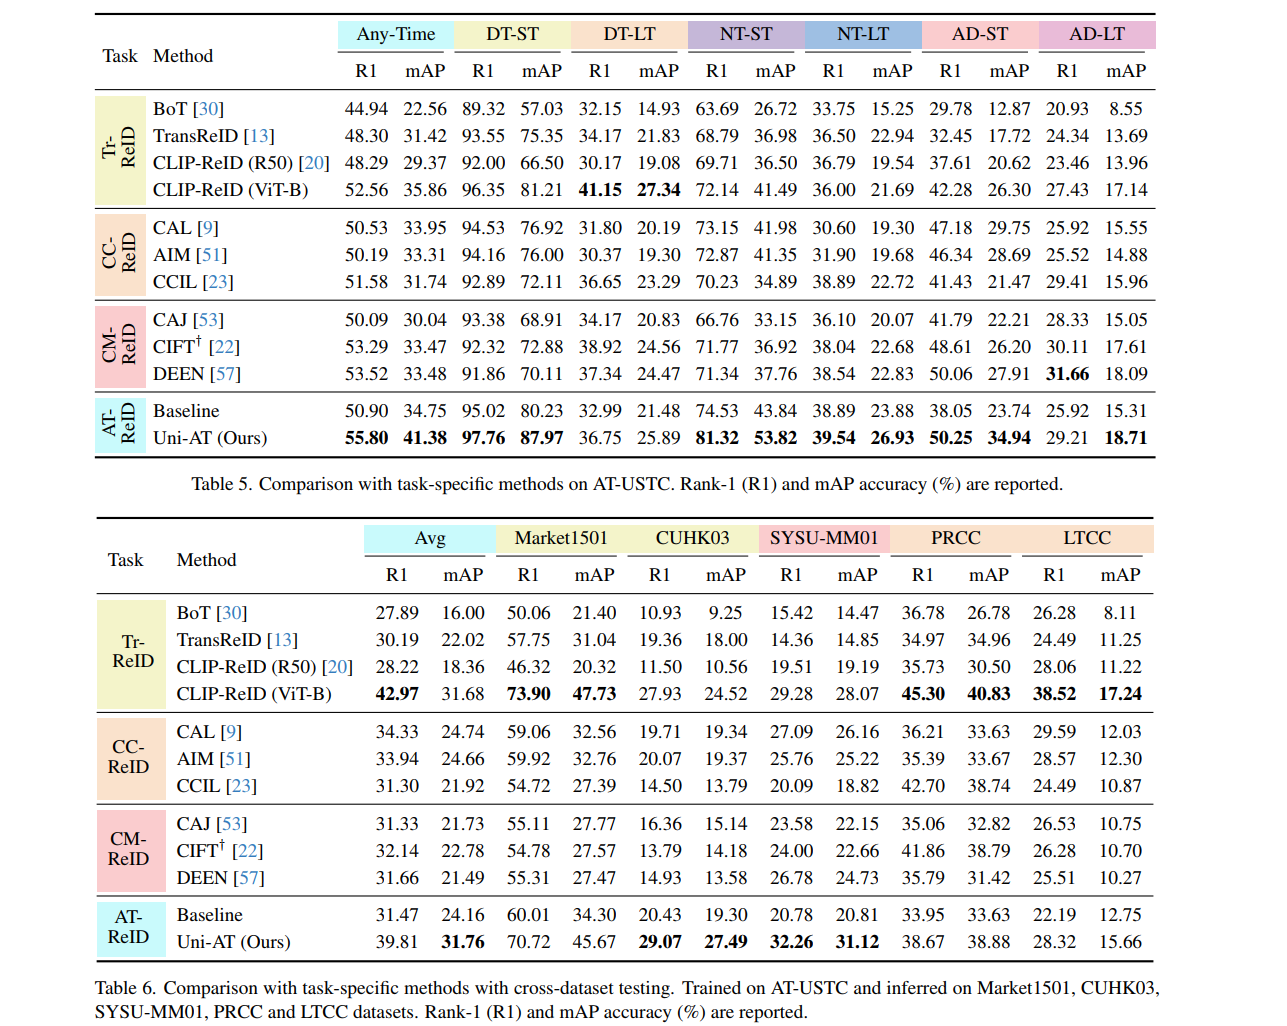 Task Method Any-Time DT-ST DT-LT NT-ST NT-LT AD-ST AD-LT
R1 mAP R1 mAP R1 mAP R1 mAP R1 mAP R1 mAP R1 mAP
Tr-
ReID
BoT [30] 44.94 22.56 89.32 57.03 32.15 14.93 63.69 26.72 33.75 15.25 29.78 12.87 20.93 8.55
TransReID [13] 48.30 31.42 93.55 75.35 34.17 21.83 68.79 36.98 36.50 22.94 32.45 17.72 24.34 13.69
CLIP-ReID (R50) [20] 48.29 29.37 92.00 66.50 30.17 19.08 69.71 36.50 36.79 19.54 37.61 20.62 23.46 13.96
CLIP-ReID (ViT-B) 52.56 35.86 96.35 81.21 41.15 27.34 72.14 41.49 36.00 21.69 42.28 26.30 27.43 17.14
CC-
ReID
CAL [9] 50.53 33.95 94.53 76.92 31.80 20.19 73.15 41.98 30.60 19.30 47.18 29.75 25.92 15.55
AIM [51] 50.19 33.31 94.16 76.00 30.37 19.30 72.87 41.35 31.90 19.68 46.34 28.69 25.52 14.88
CCIL [23] 51.58 31.74 92.89 72.11 36.65 23.29 70.23 34.89 38.89 22.72 41.43 21.47 29.41 15.96
CM-
ReID
CAJ [53] 50.09 30.04 93.38 68.91 34.17 20.83 66.76 33.15 36.10 20.07 41.79 22.21 28.33 15.05
CIFT† [22] 53.29 33.47 92.32 72.88 38.92 24.56 71.77 36.92 38.04 22.68 48.61 26.20 30.11 17.61
DEEN [57] 53.52 33.48 91.86 70.11 37.34 24.47 71.34 37.76 38.54 22.83 50.06 27.91 31.66 18.09
AT-
ReID
Baseline 50.90 34.75 95.02 80.23 32.99 21.48 74.53 43.84 38.89 23.88 38.05 23.74 25.92 15.31
Uni-AT (Ours) 55.80 41.38 97.76 87.97 36.75 25.89 81.32 53.82 39.54 26.93 50.25 34.94 29.21 18.71
Table 5. Comparison with task-specific methods on AT-USTC. Rank-1 (R1) and mAP accuracy (%) are reported.
Task Method Avg Market1501 CUHK03 SYSU-MM01 PRCC LTCC
R1 mAP R1 mAP R1 mAP R1 mAP R1 mAP R1 mAP
Tr-
ReID
BoT [30] 27.89 16.00 50.06 21.40 10.93 9.25 15.42 14.47 36.78 26.78 26.28 8.11
TransReID [13] 30.19 22.02 57.75 31.04 19.36 18.00 14.36 14.85 34.97 34.96 24.49 11.25
CLIP-ReID (R50) [20] 28.22 18.36 46.32 20.32 11.50 10.56 19.51 19.19 35.73 30.50 28.06 11.22
CLIP-ReID (ViT-B) 42.97 31.68 73.90 47.73 27.93 24.52 29.28 28.07 45.30 40.83 38.52 17.24
CC-
ReID
CAL [9] 34.33 24.74 59.06 32.56 19.71 19.34 27.09 26.16 36.21 33.63 29.59 12.03
AIM [51] 33.94 24.66 59.92 32.76 20.07 19.37 25.76 25.22 35.39 33.67 28.57 12.30
CCIL [23] 31.30 21.92 54.72 27.39 14.50 13.79 20.09 18.82 42.70 38.74 24.49 10.87
CM-
ReID
CAJ [53] 31.33 21.73 55.11 27.77 16.36 15.14 23.58 22.15 35.06 32.82 26.53 10.75
CIFT† [22] 32.14 22.78 54.78 27.57 13.79 14.18 24.00 22.66 41.86 38.79 26.28 10.70
DEEN [57] 31.66 21.49 55.31 27.47 14.93 13.58 26.78 24.73 35.79 31.42 25.51 10.27
AT-
ReID
Baseline 31.47 24.16 60.01 34.30 20.43 19.30 20.78 20.81 33.95 33.63 22.19 12.75
Uni-AT (Ours) 39.81 31.76 70.72 45.67 29.07 27.49 32.26 31.12 38.67 38.88 28.32 15.66
Table 6. Comparison with task-specific methods with cross-dataset testing. Trained on AT-USTC and inferred on Market1501, CUHK03,
SYSU-MM01, PRCC and LTCC datasets. Rank-1 (R1) and mAP accuracy (%) are reported.